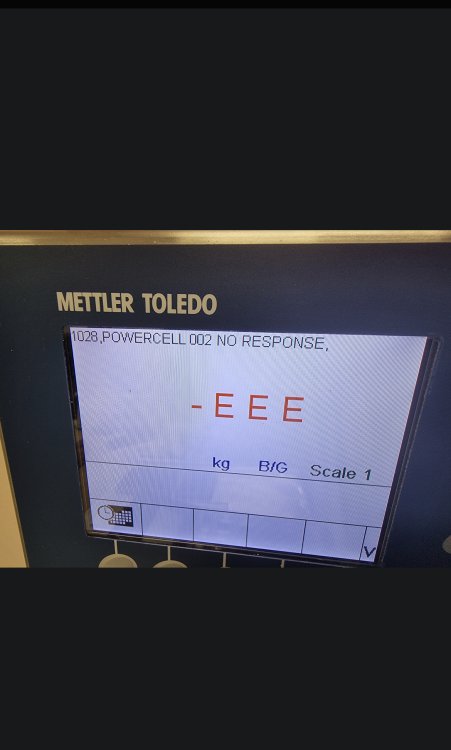 METTLER TOLEDO
1028,POWERCELL 002 NO RESPONSE,
-EEE
kg B/G Scale 1
V